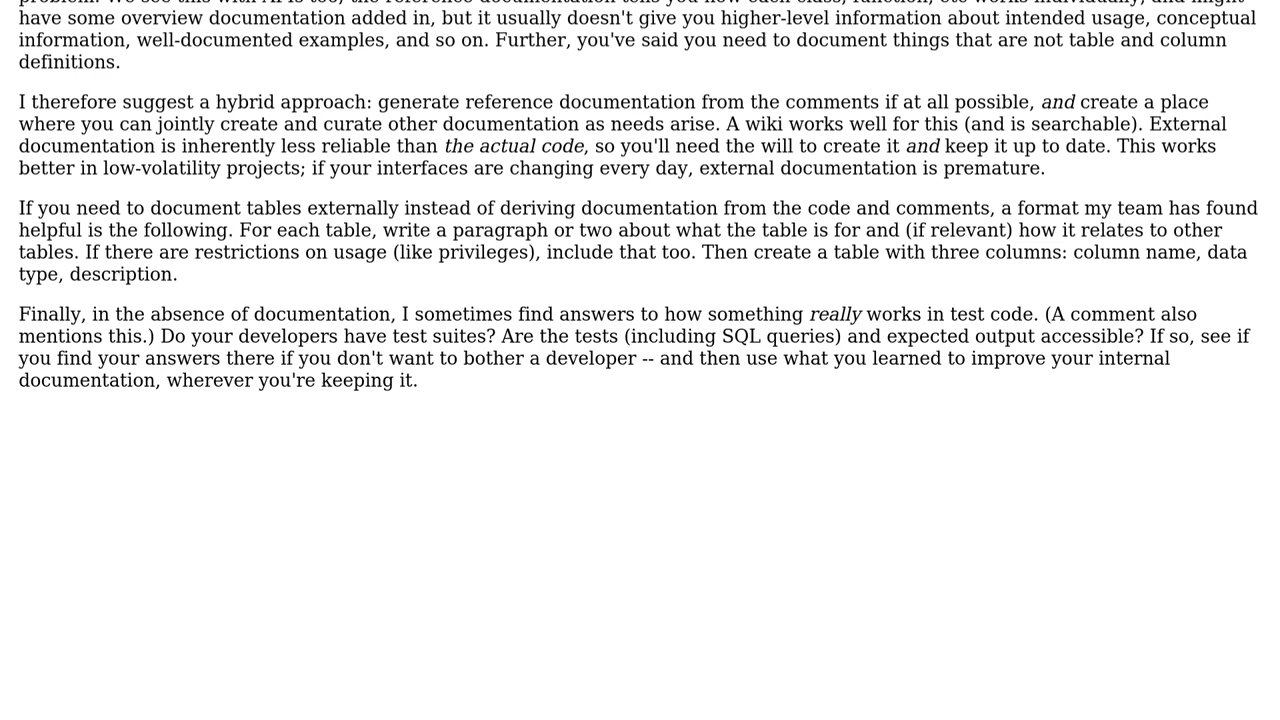 have some overview documentation added in, but it usually doesn't give you higher-level information about intended usage, conceptual
information, well-documented examples, and so on. Further, you've said you need to document things that are not table and column
definitions.
I therefore suggest a hybrid approach: generate reference documentation from the comments if at all possible, and create a place
where you can jointly create and curate other documentation as needs arise. A wiki works well for this (and is searchable). External
documentation is inherently less reliable than the actual code, so you'll need the will to create it and keep it up to date. This works
better in low-volatility projects; if your interfaces are changing every day, external documentation is premature.
If you need to document tables externally instead of deriving documentation from the code and comments, a format my team has found
helpful is the following. For each table, write a paragraph or two about what the table is for and (if relevant) how it relates to other
tables. If there are restrictions on usage (like privileges), include that too. Then create a table with three columns: column name, data
type, description.
Finally, in the absence of documentation, I sometimes find answers to how something really works in test code. (A comment also
mentions this.) Do your developers have test suites? Are the tests (including SQL queries) and expected output accessible? If so, see if
you find your answers there if you don't want to bother a developer -- and then use what you learned to improve your internal
documentation, wherever you're keeping it.